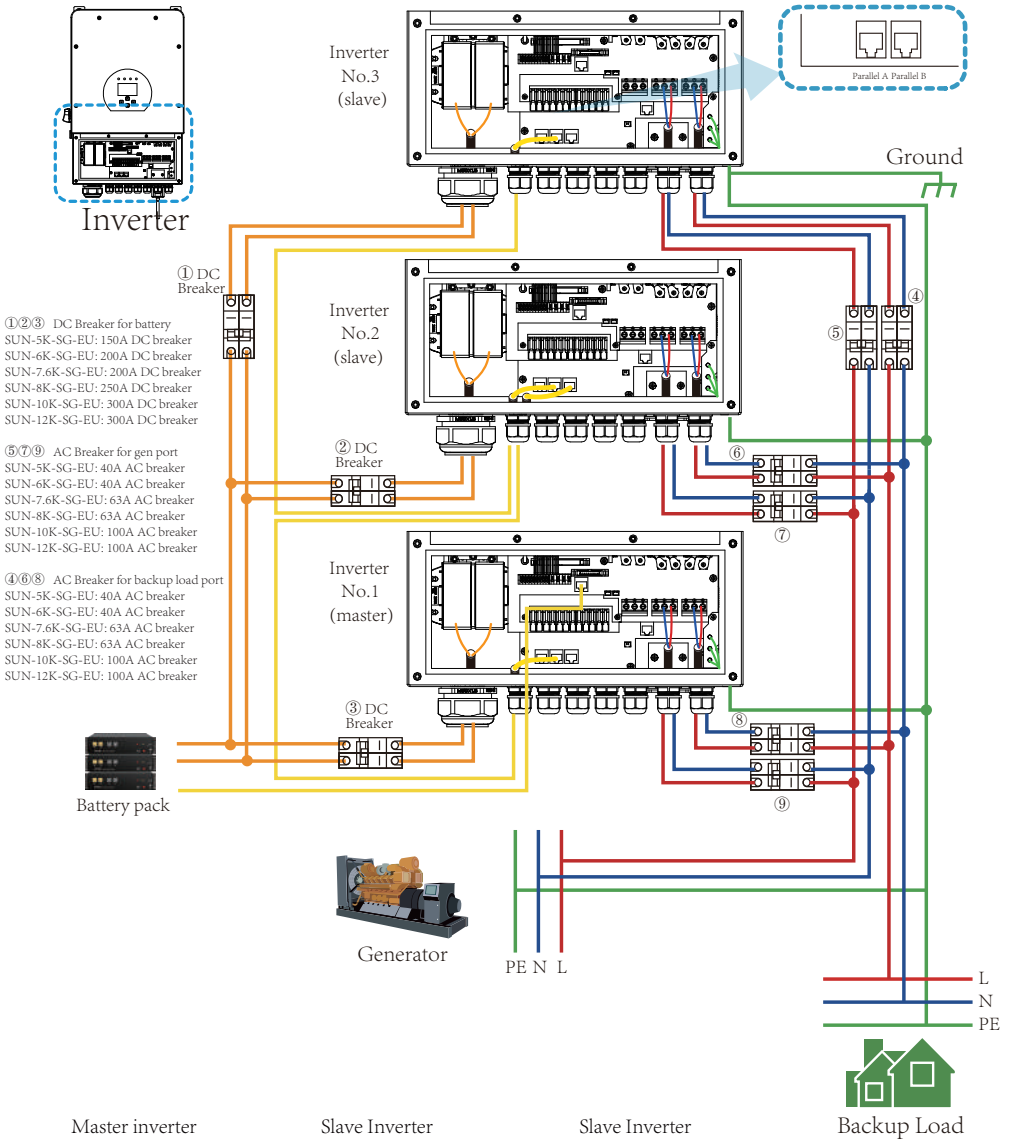 Inverter
No.3
(slave)
Parallel A Parallel B
Ground
Inverter
① DC
Breaker
④
⑤
Inverter
No.2
(slave)
①②③ DC Breaker for battery
SUN-5K-SG-EU: 150A DC breaker
SUN-6K-SG-EU: 200A DC breaker
SUN-7.6K-SG-EU: 200A DC breaker
SUN-8K-SG-EU: 250A DC breaker
SUN-10K-SG-EU: 300A DC breaker
SUN-12K-SG-EU: 300A DC breaker
⑤⑦⑨ AC Breaker for gen port
SUN-5K-SG-EU: 40A AC breaker
SUN-6K-SG-EU: 40A AC breaker
SUN-7.6K-SG-EU: 63A AC breaker
SUN-8K-SG-EU: 63A AC breaker
SUN-10K-SG-EU: 100A AC breaker
SUN-12K-SG-EU: 100A AC breaker
② DC
Breaker
⑥
⑦
④⑥⑧ AC Breaker for backup load port
SUN-5K-SG-EU: 40A AC breaker
SUN-6K-SG-EU: 40A AC breaker
SUN-7.6K-SG-EU: 63A AC breaker
SUN-8K-SG-EU: 63A AC breaker
SUN-10K-SG-EU: 100A AC breaker
SUN-12K-SG-EU: 100A AC breaker
Inverter
No.1
(master)
③ DC
Breaker
⑧
⑨
Battery pack
Generator
PE N L
L
N
PE
Backup Load
Master inverter
Slave Inverter
Slave Inverter